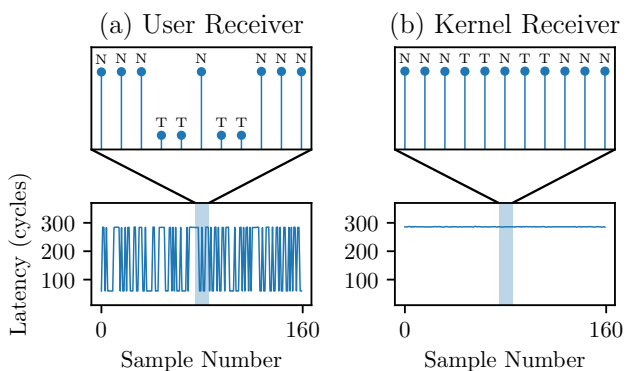 (a) User Receiver
(b) Kernel Receiver
N N N T T N T T N N N
N N N T T N T T N N N
Latency (cycles)
300
200
100
0
160
Sample Number
300
200
100
0
160
Sample Number